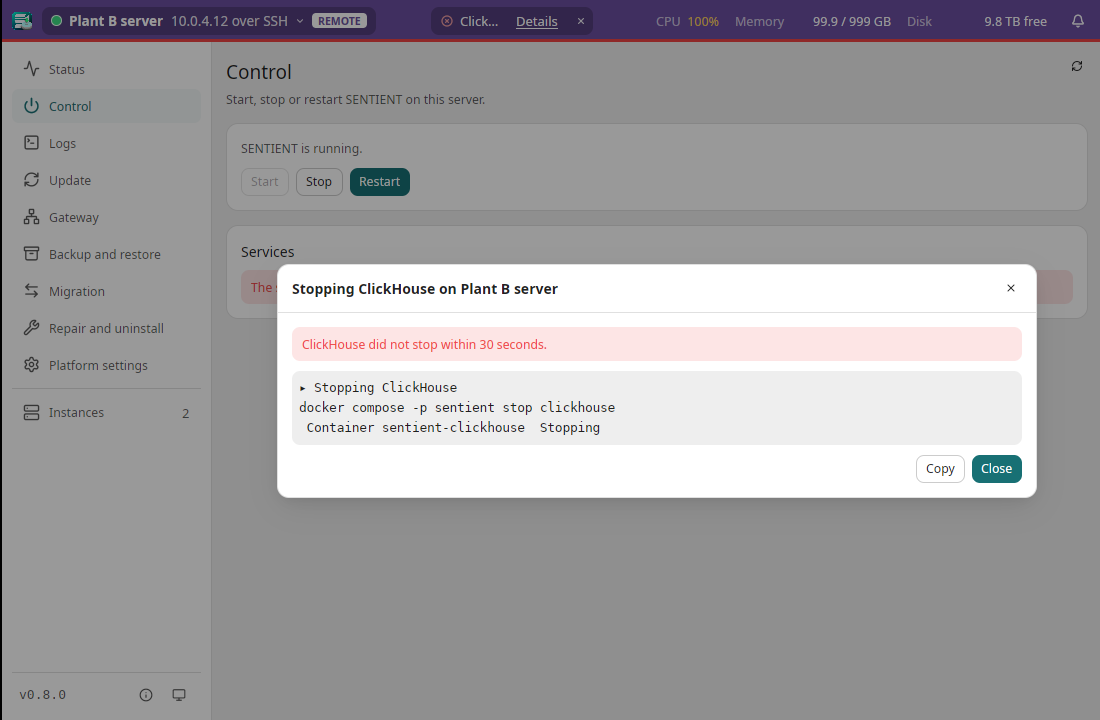 Plant B server 10.0.4.12 over SSH REMOTE
Click... Details ×
CPU 100% Memory 99.9 / 999 GB Disk 9.8 TB free
Status
Control
Logs
Update
Gateway
Backup and restore
Migration
Repair and uninstall
Platform settings
Instances 2
v0.8.0
Control
Start, stop or restart SENTIENT on this server.
SENTIENT is running.
Start Stop Restart
Services
The
Stopping ClickHouse on Plant B server ×
ClickHouse did not stop within 30 seconds.
▸ Stopping ClickHouse
docker compose -p sentient stop clickhouse
Container sentient-clickhouse Stopping
Copy Close